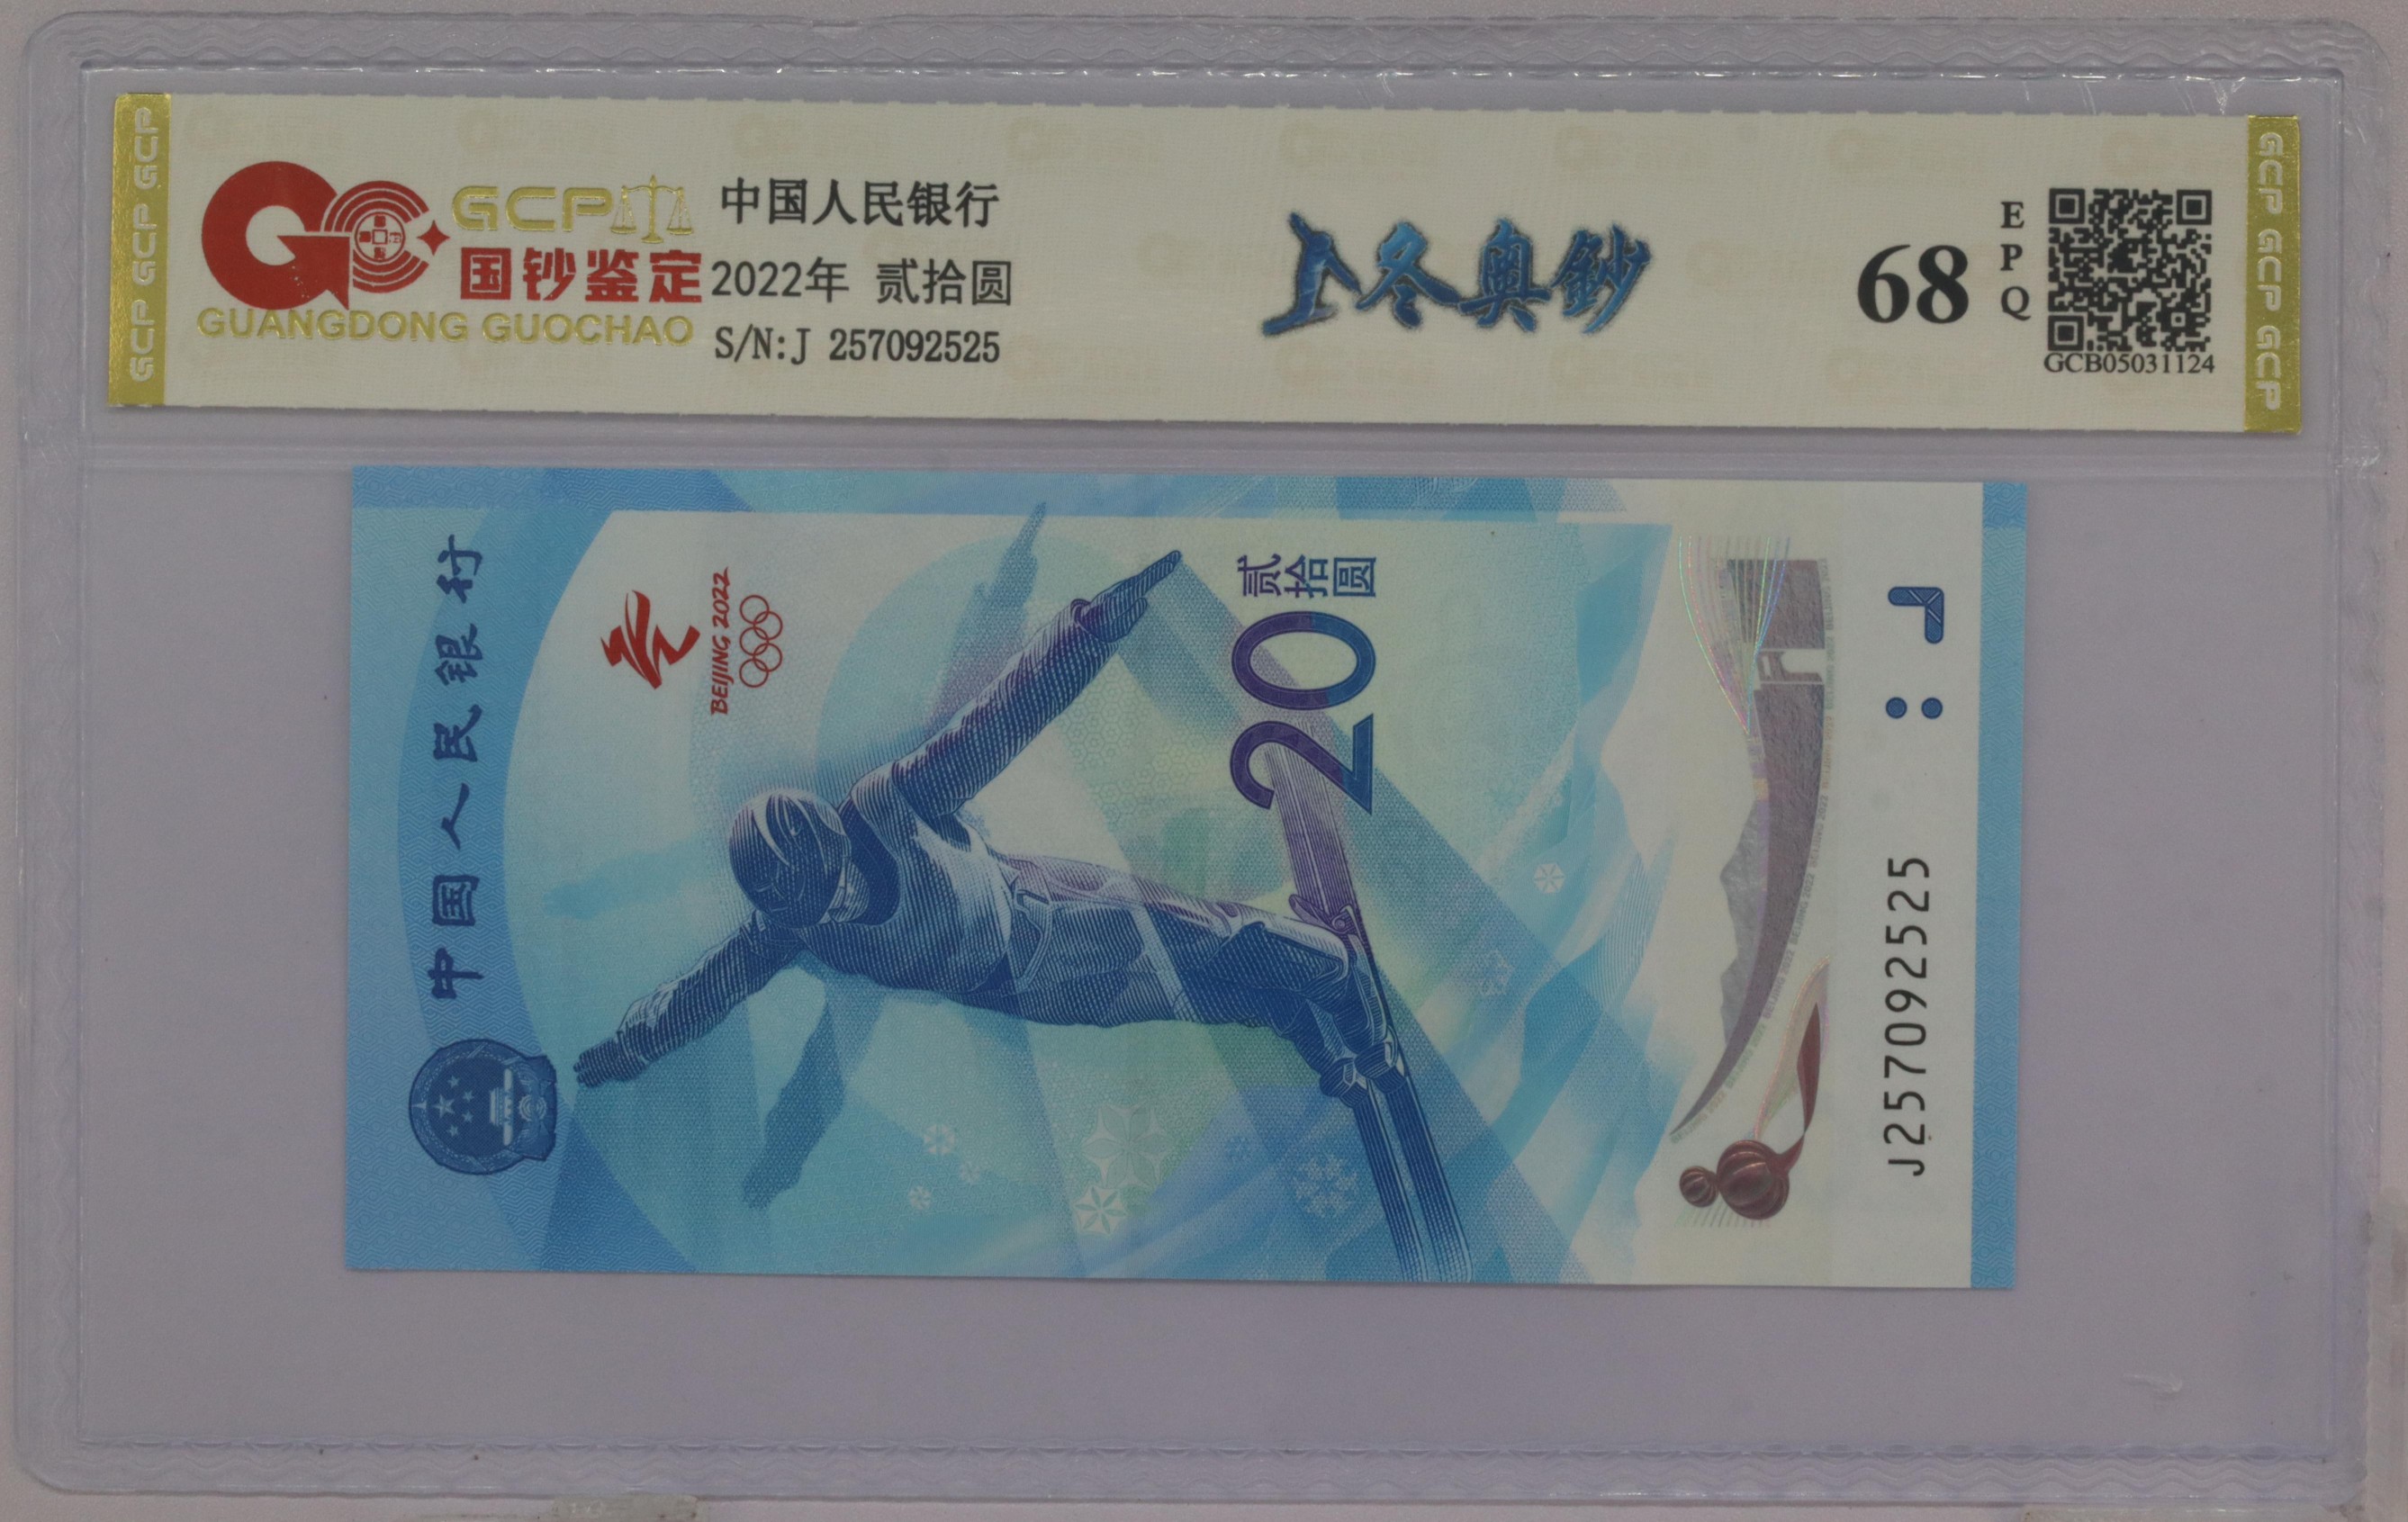 GCP GCP GCP
GCP
国钞鉴定
GUANGDONG GUOCHAO
中国人民银行
2022年 贰拾圆
S/N:J 257092525
上冬奥鈔
68
EPQ
GCB05031124
GCP GCP GCP
中国人民银行
BEIJING 2022
20
贰拾圆
J257092525